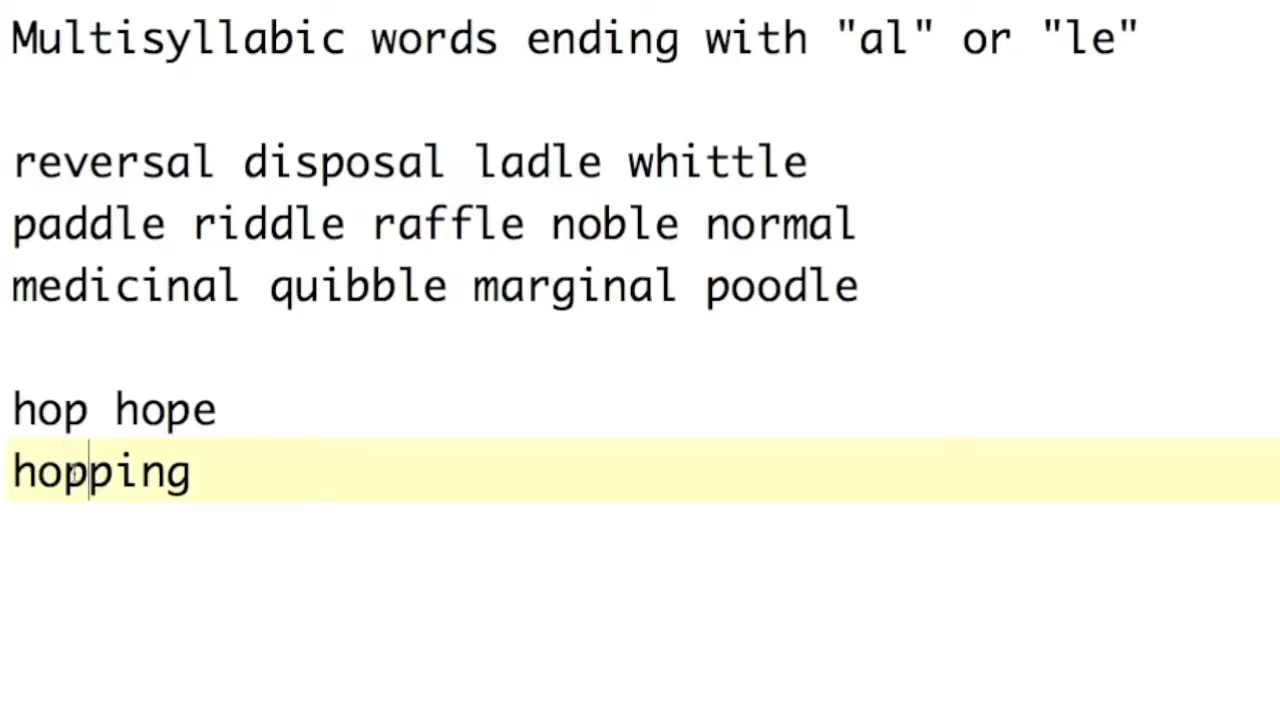 Multisyllabic words ending with "al" or "le"
reversal disposal ladle whittle
paddle riddle raffle noble normal
medicinal quibble marginal poodle
hop hope
hopping